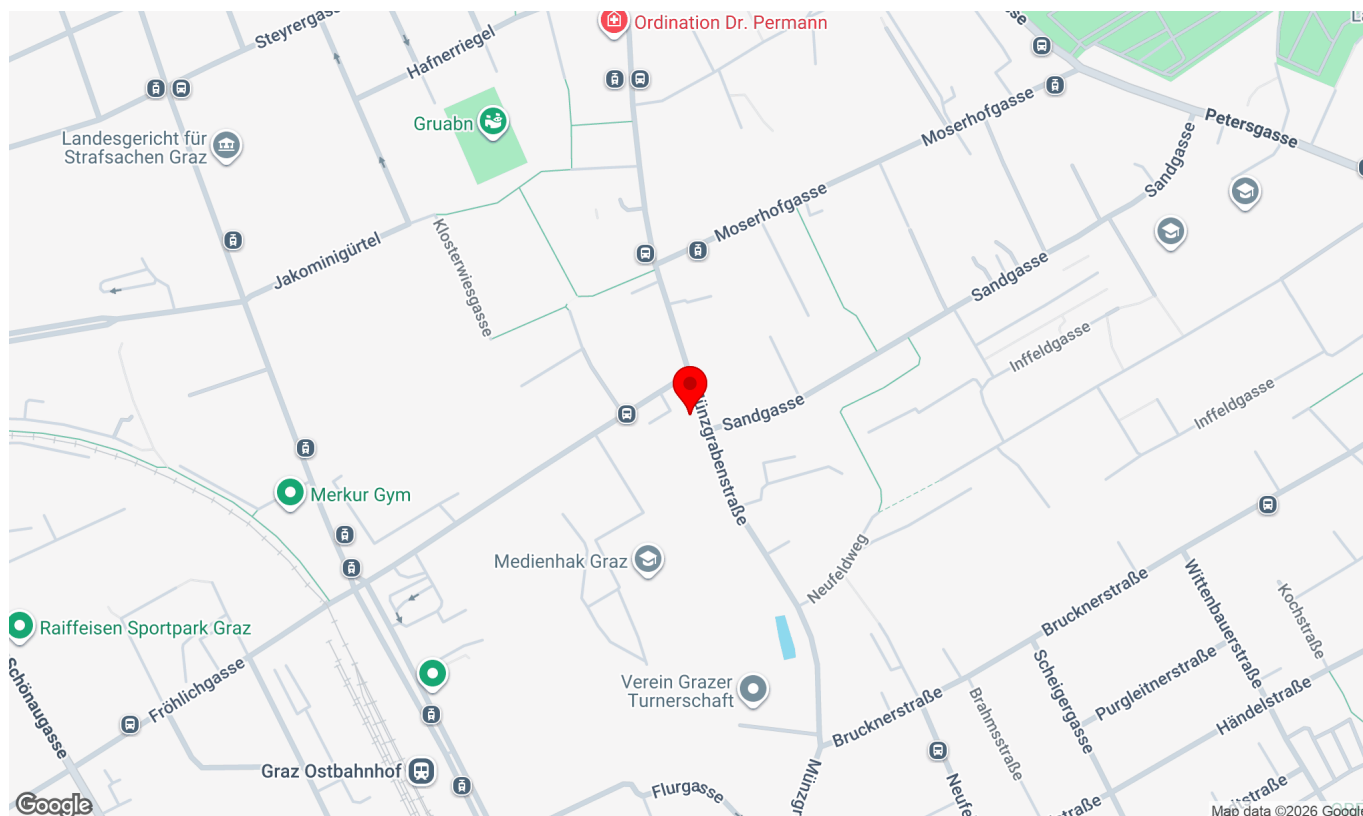 Ordination Dr. Permann
Steyrergasse
Hafnerriegel
Gruabn
Landesgericht für
Strafsachen Graz
Moserhofgasse
Petersgasse
Sandgasse
Moserhofgasse
Klosterwiesgasse
Jakominigürtel
Sandgasse
Inffeldgasse
Inffeldgasse
Sandgasse
Münzgrabenstraße
Merkur Gym
Medienhak Graz
Neufeldweg
Brucknerstraße
Wittenbauerstraße
Kochstraße
Raiffeisen Sportpark Graz
Schönaugasse
Fröhlichgasse
Verein Grazer
Turnerschaft
Brucknerstraße
Brahmsstraße
Scheigergasse
Purgleitnerstraße
Händelstraße
Graz Ostbahnhof
Flurgasse
Münzgr
Neufe
Google
Map data ©2026 Google